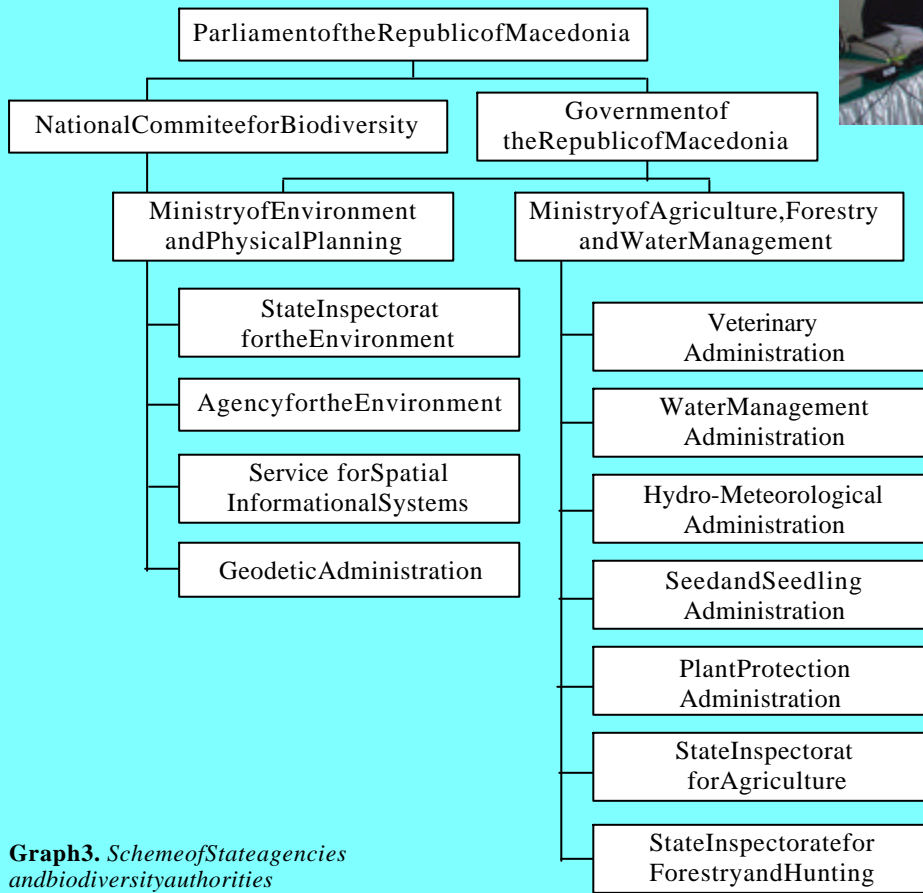 ParliamentoftheRepublicofMacedonia
NationalCommiteeforBiodiversity
Governmentof
theRepublicofMacedonia
MinistryofEnvironment
andPhysicalPlanning
MinistryofAgriculture,Forestry
andWaterManagement
StateInspectorat
fortheEnvironment
AgencyfortheEnvironment
Service forSpatial
InformationalSystems
GeodeticAdministration
Veterinary
Administration
WaterManagement
Administration
Hydro-Meteorological
Administration
SeedandSeedling
Administration
PlantProtection
Administration
StateInspectorat
forAgriculture
StateInspectoratefor
ForestryandHunting
Graph3. SchemeofStateagencies
andbiodiversityauthorities